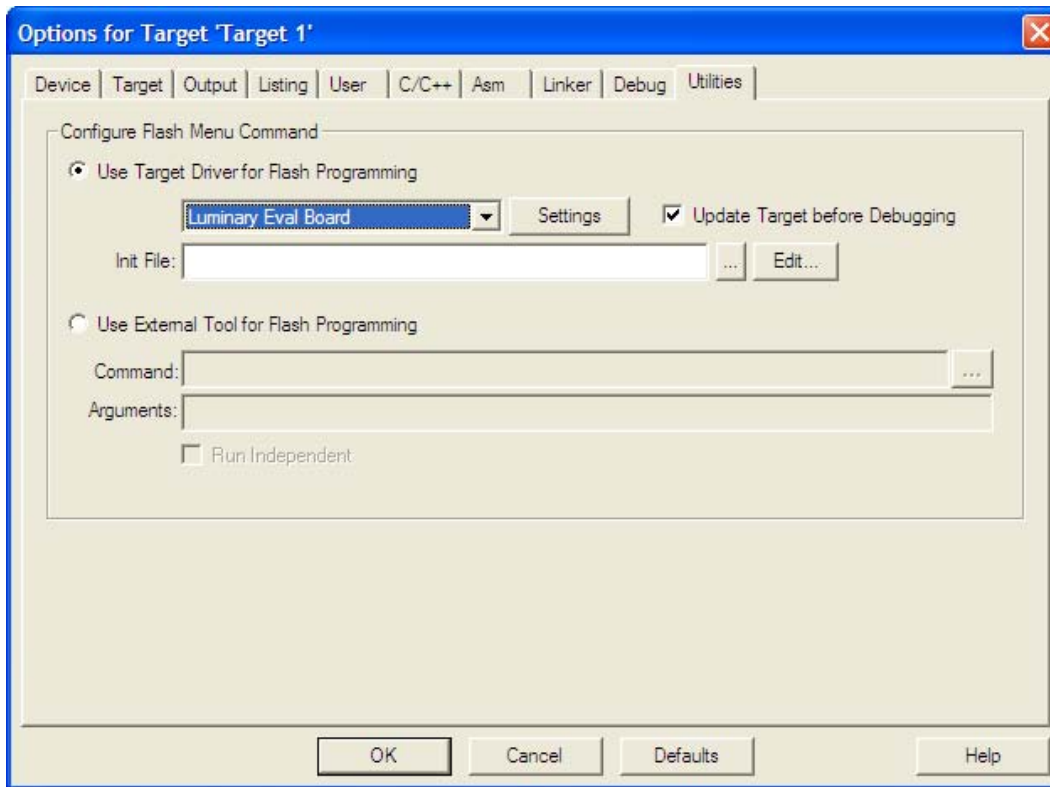 Options for Target 'Target 1'
Device Target Output Listing User C/C++ Asm Linker Debug Utilities
Configure Flash Menu Command
Use Target Driver for Flash Programming
Luminary Eval Board Settings Update Target before Debugging
Init File: ... Edit...
Use External Tool for Flash Programming
Command: ...
Arguments:
Run Independent
OK Cancel Defaults Help